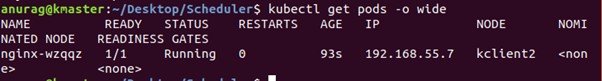 anurag@kmaster:~/Desktop/Scheduler$ kubectl get pods -o wide
NAME READY STATUS RESTARTS AGE IP NODE NOMI
NATED NODE READINESS GATES
nginx-wzqqz 1/1 Running 0 93s 192.168.55.7 kclient2 <non
e> <none>